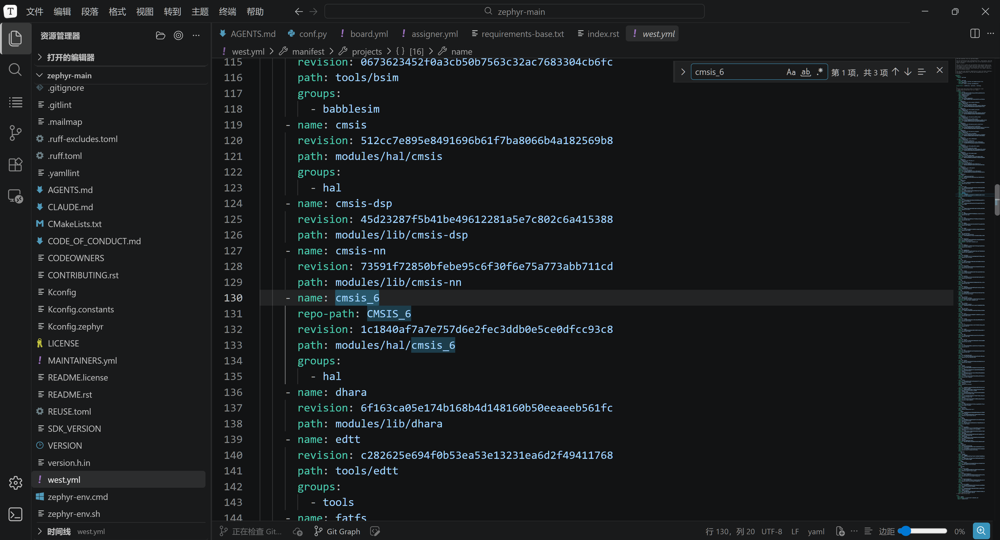 T 文件 编辑 段落 格式 视图 转到 主题 终端 帮助 zephyr-main
资源管理器
打开的编辑器
zephyr-main
.gitignore
.gitlint
.mailmap
.ruff-excludes.toml
.ruff.toml
.yamllint
AGENTS.md
CLAUDE.md
CMakeLists.txt
CODE_OF_CONDUCT.md
CODEOWNERS
CONTRIBUTING.rst
Kconfig
Kconfig.constants
Kconfig.zephyr
LICENSE
MAINTAINERS.yml
README.license
README.rst
REUSE.toml
SDK_VERSION
VERSION
version.h.in
west.yml
zephyr-env.cmd
zephyr-env.sh
时间线 west.yml
AGENTS.md conf.py ! board.yml ! assigner.yml requirements-base.txt index.rst ! west.yml
! west.yml > manifest > projects > {} [16] > name
cmsis_6 Aa ab .* 第 1 项，共 3 项
115 revision: 0673623452f0a3cb50b7563c32ac7683304cb6fc
116 path: tools/bsim
117 groups:
118 - babblesim
119 - name: cmsis
120 revision: 512cc7e895e8491696b61f7ba8066b4a182569b8
121 path: modules/hal/cmsis
122 groups:
123 - hal
124 - name: cmsis-dsp
125 revision: 45d23287f5b41be49612281a5e7c802c6a415388
126 path: modules/lib/cmsis-dsp
127 - name: cmsis-nn
128 revision: 73591f72850bfebe95c6f30f6e75a773abb711cd
129 path: modules/lib/cmsis-nn
130 - name: cmsis_6
131 repo-path: CMSIS_6
132 revision: 1c1840af7a7e757d6e2fec3ddb0e5ce0dfcc93c8
133 path: modules/hal/cmsis_6
134 groups:
135 - hal
136 - name: dhara
137 revision: 6f163ca05e174b168b4d148160b50eeaeeb561fc
138 path: modules/lib/dhara
139 - name: edtt
140 revision: c282625e694f0b53ea53e13231ea6d2f49411768
141 path: tools/edtt
142 groups:
143 - tools
144 - name: fatfs
正在检查 Git... Git Graph 行 130，列 20 UTF-8 LF yaml 边距 0%